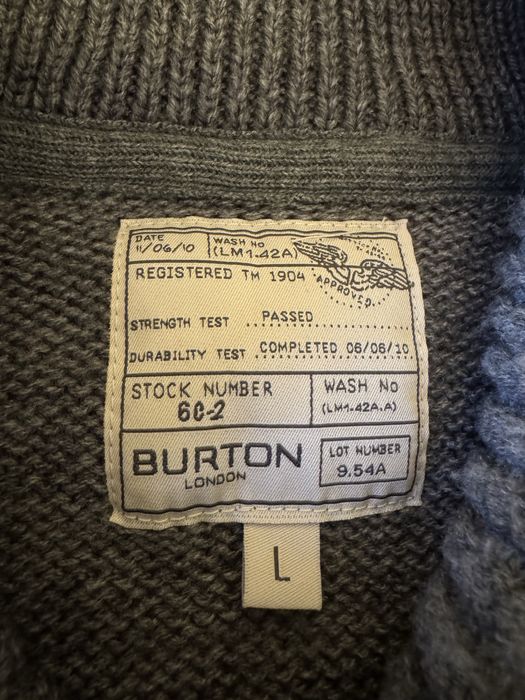 DATE
11/06/10
WASH NO
(LM1-42A)
REGISTERED TM 1904
APPROVED
STRENGTH TEST PASSED
DURABILITY TEST COMPLETED 06/06/10
STOCK NUMBER
60-2
WASH No
(LM1-42A.A)
BURTON
LONDON
LOT NUMBER
9.54A
L